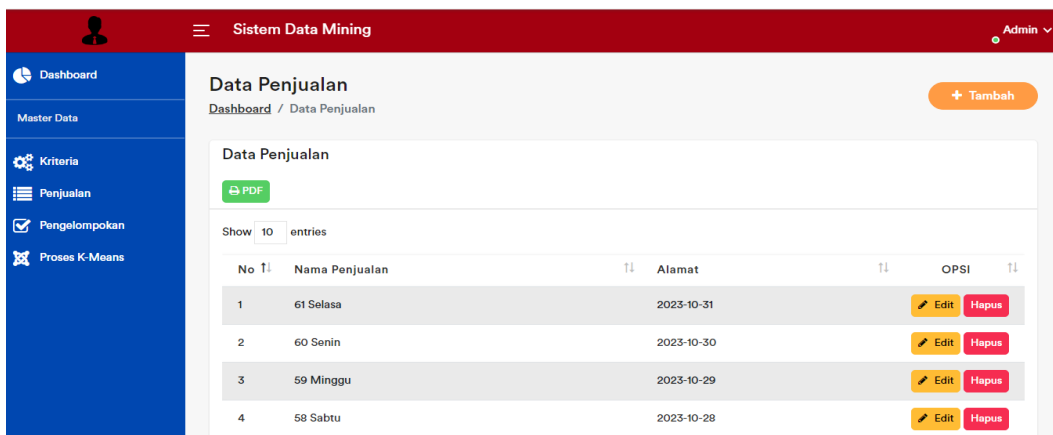 Sistem Data Mining
Admin
Dashboard
Master Data
Kriteria
Penjualan
Pengelompokan
Proses K-Means
Data Penjualan
Dashboard / Data Penjualan
+ Tambah
Data Penjualan
PDF
Show 10 entries
No Nama Penjualan Alamat OPSI
1 61 Selasa 2023-10-31 Edit Hapus
2 60 Senin 2023-10-30 Edit Hapus
3 59 Minggu 2023-10-29 Edit Hapus
4 58 Sabtu 2023-10-28 Edit Hapus